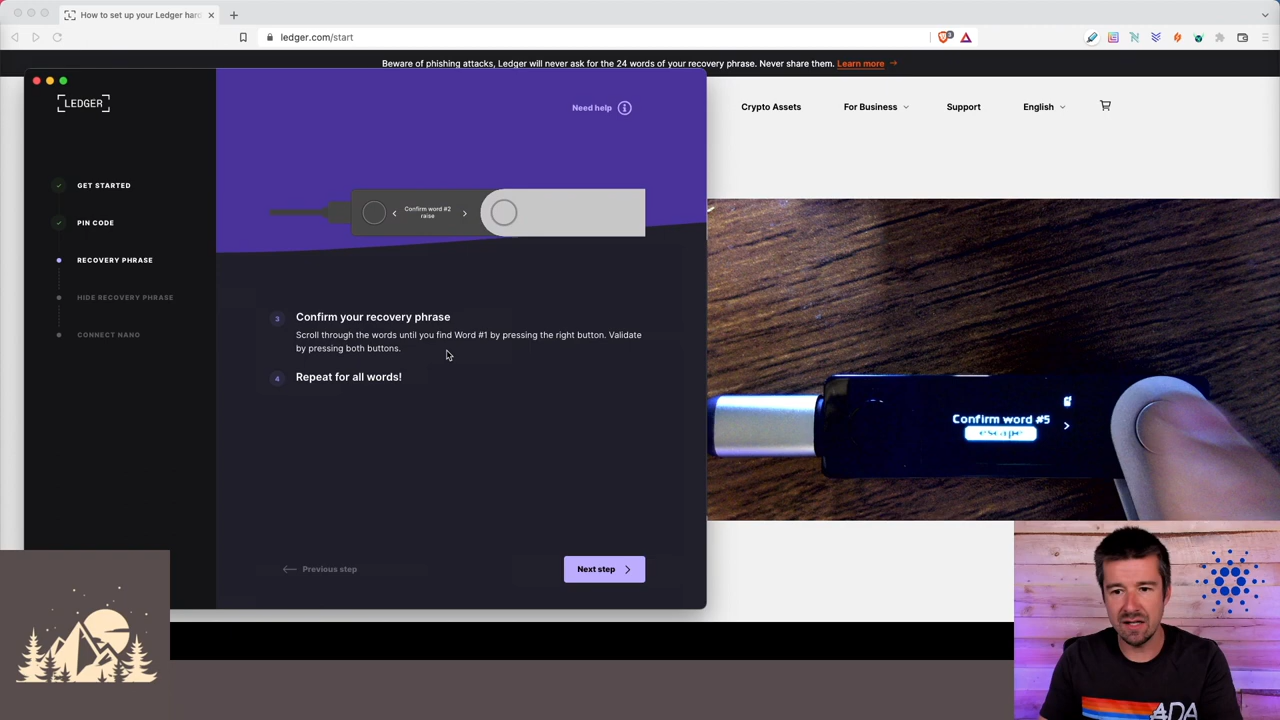 How to set up your Ledger hard
ledger.com/start
Beware of phishing attacks, Ledger will never ask for the 24 words of your recovery phrase. Never share them. Learn more
LEDGER
Need help
Crypto Assets
For Business
Support
English
GET STARTED
PIN CODE
RECOVERY PHRASE
HIDE RECOVERY PHRASE
CONNECT NANO
Confirm word #2
raise
3
Confirm your recovery phrase
Scroll through the words until you find Word #1 by pressing the right button. Validate
by pressing both buttons.
4
Repeat for all words!
Previous step
Next step
Confirm word #5
escape
ADA